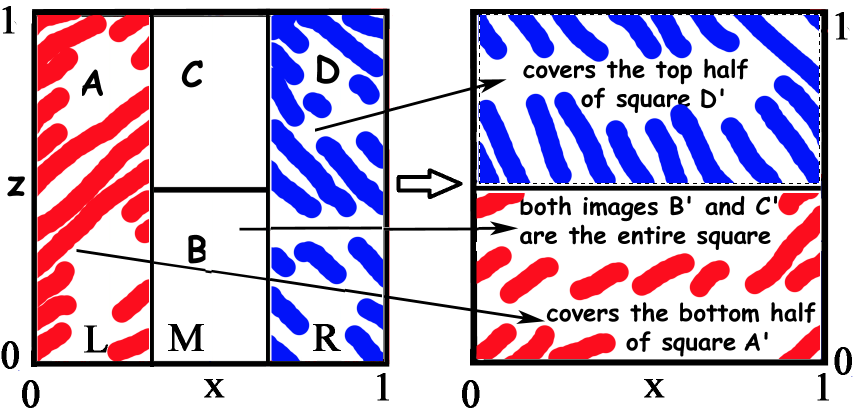 1
A
C
D
z
B
L
M
R
0
0
x
1
1
covers the top half
of square D'
both images B' and C'
are the entire square
covers the bottom half
of square A'
0
0
x
1